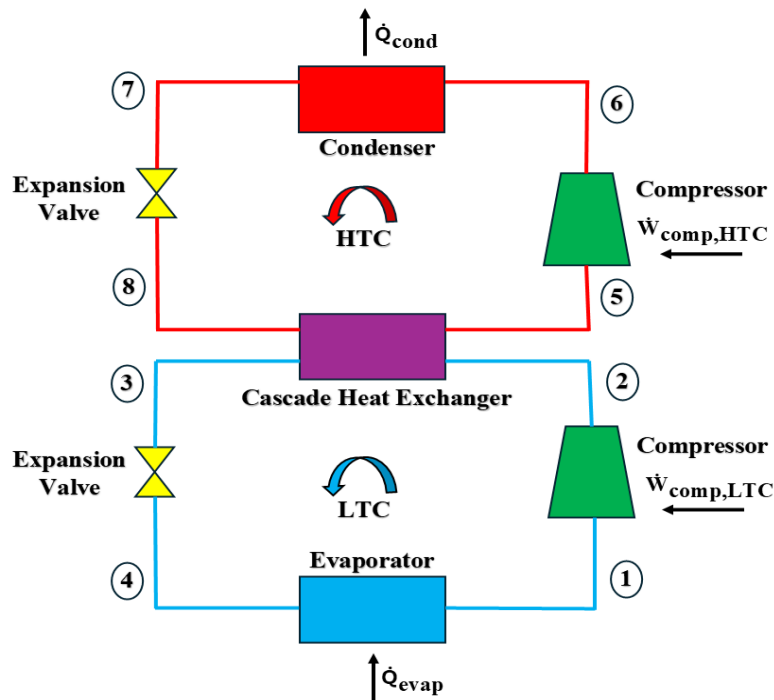 Q̇cond
7
6
Condenser
Expansion
Valve
Compressor
ẆComp,HTC
HTC
8
5
3
2
Cascade Heat Exchanger
Expansion
Valve
Compressor
Ẇcomp,LTC
LTC
Evaporator
4
1
Q̇evap